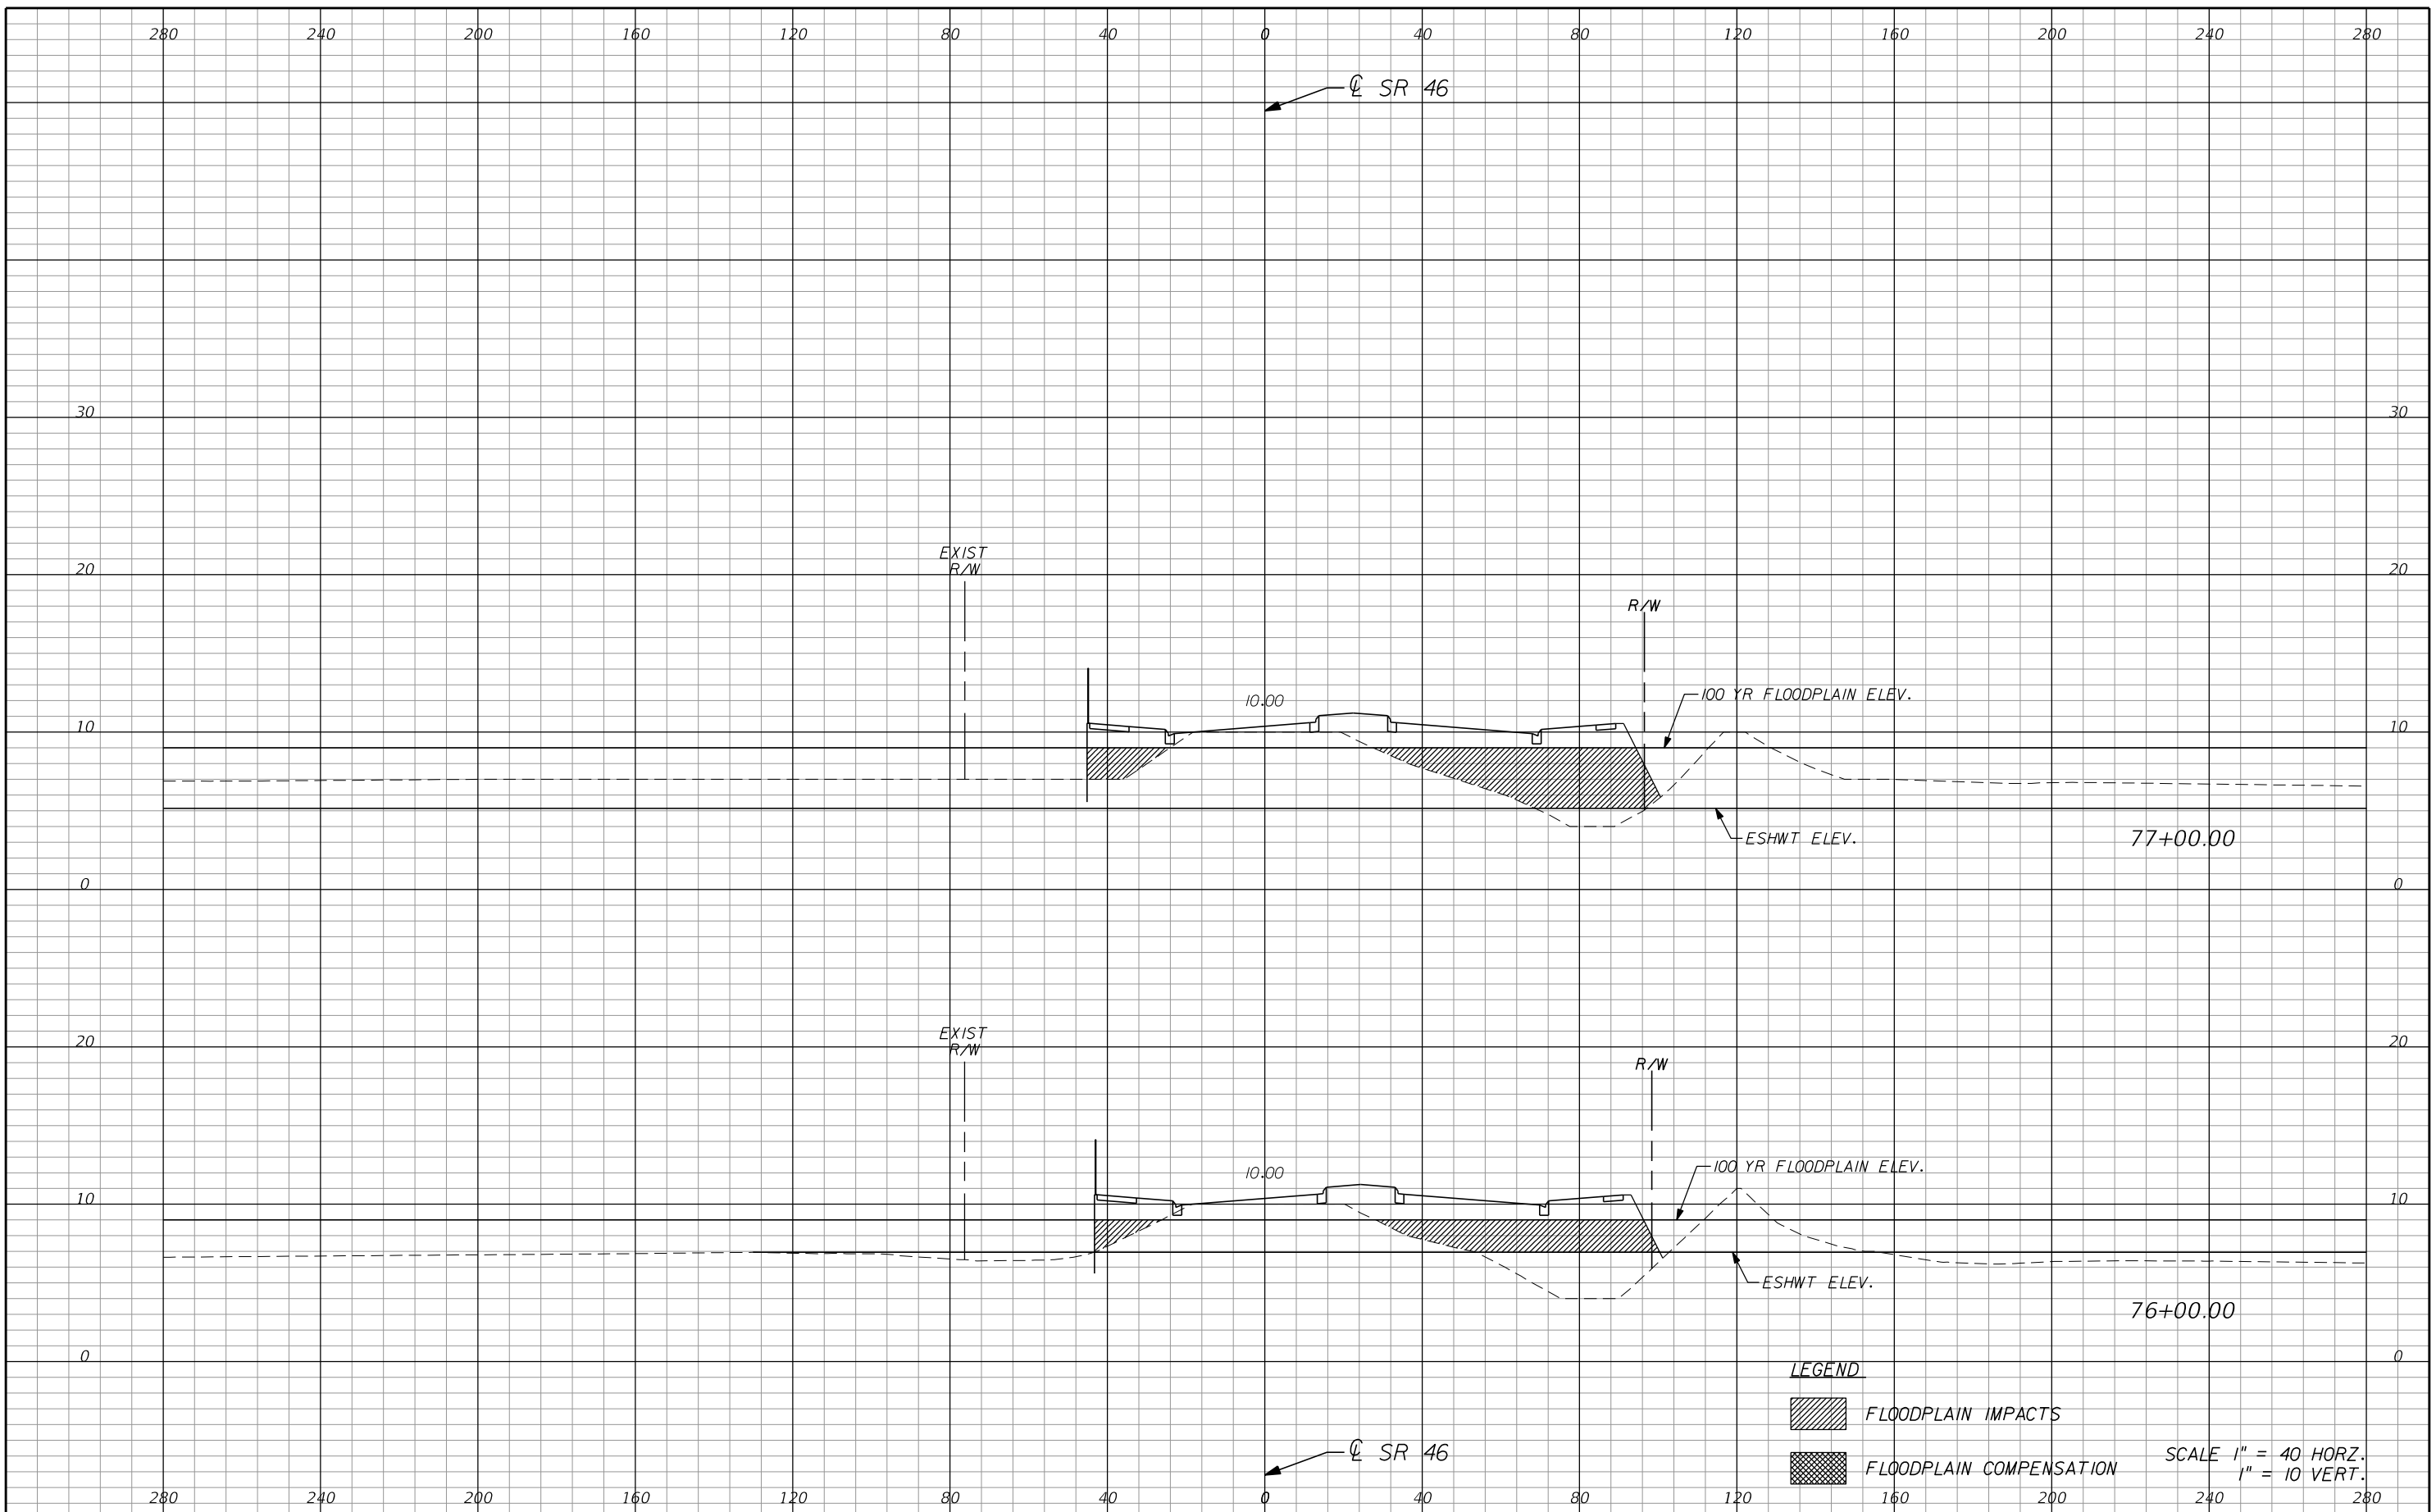 280 240 200 160 120 80 40 0 40 80 120 160 200 240 280
℄ SR 46
30 30
EXIST
R/W
20 20
R/W
100 YR FLOODPLAIN ELEV.
10.00
10 10
ESHWT ELEV.
77+00.00
0 0
EXIST
R/W
20 20
R/W
100 YR FLOODPLAIN ELEV.
10.00
10 10
ESHWT ELEV.
76+00.00
0 0
LEGEND
FLOODPLAIN IMPACTS
FLOODPLAIN COMPENSATION
℄ SR 46
SCALE 1" = 40 HORZ.
1" = 10 VERT.
280 240 200 160 120 80 40 0 40 80 120 160 200 240 280